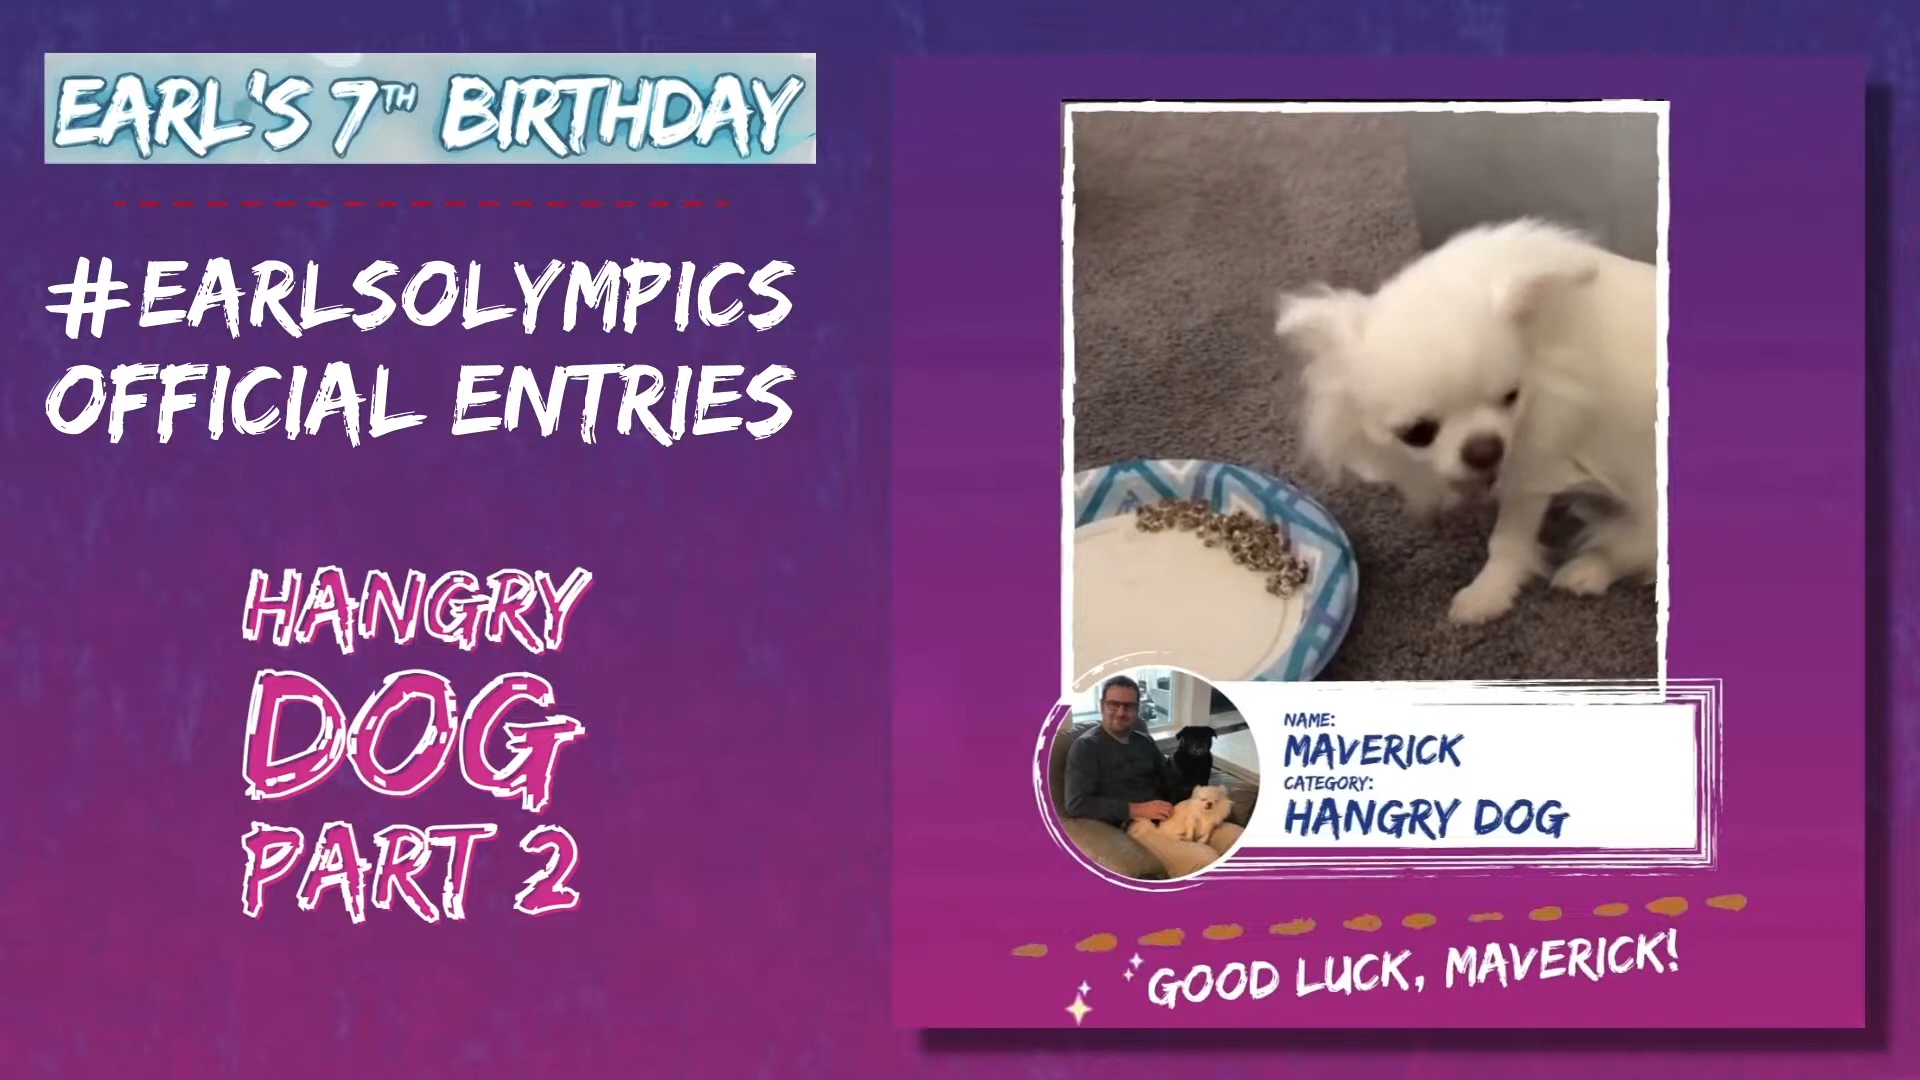 EARL'S 7TH BIRTHDAY
#EARLSOLYMPICS
OFFICIAL ENTRIES
HANGRY
DOG
PART 2
NAME:
MAVERICK
CATEGORY:
HANGRY DOG
GOOD LUCK, MAVERICK!